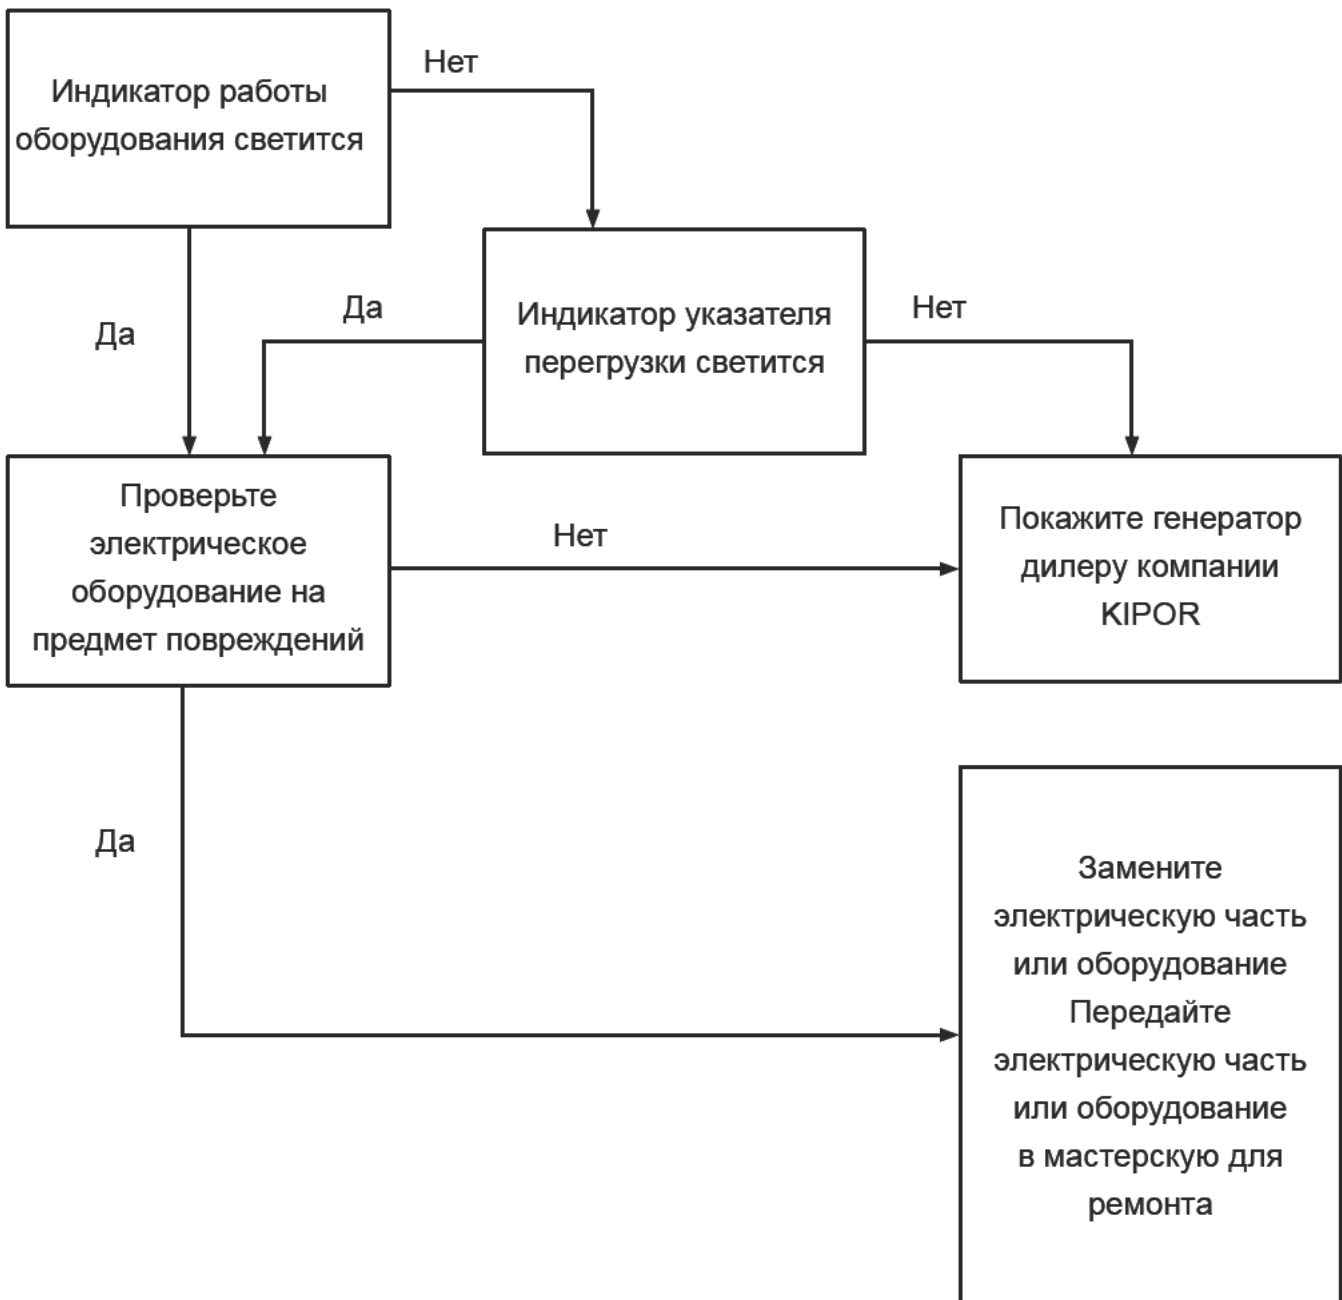 Индикатор работы
оборудования светится
Нет
Да
Индикатор указателя
перегрузки светится
Да
Нет
Проверьте
электрическое
оборудование на
предмет повреждений
Нет
Покажите генератор
дилеру компании
KIPOR
Да
Замените
электрическую часть
или оборудование
Передайте
электрическую часть
или оборудование
в мастерскую для
ремонта